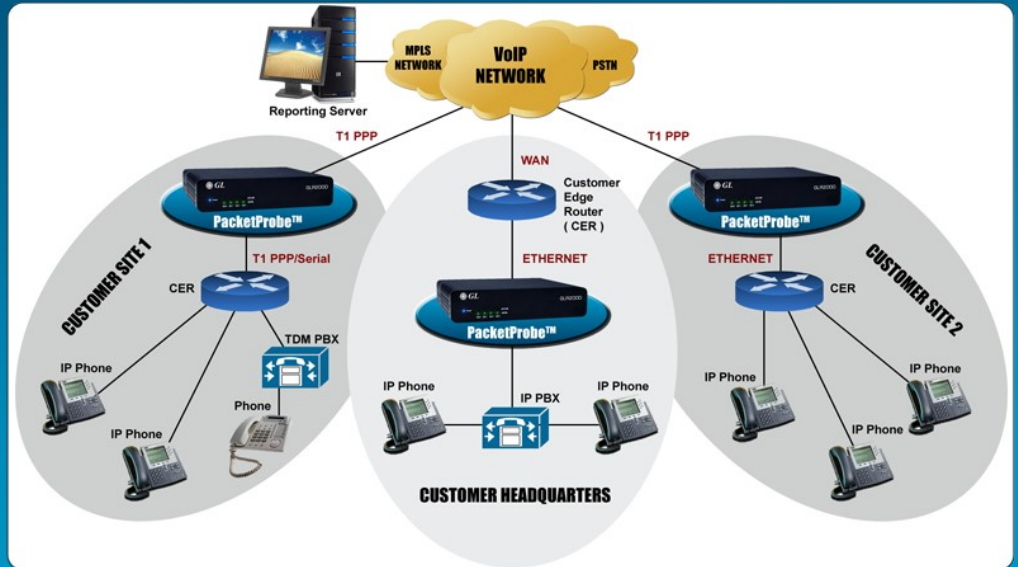 MPLS
NETWORK
VoIP
NETWORK
PSTN
Reporting Server
T1 PPP
WAN
T1 PPP
GL
PacketProbe™
Customer
Edge
Router
( CER )
GL
PacketProbe™
CUSTOMER SITE 1
T1 PPP/Serial
CER
ETHERNET
GL
PacketProbe™
ETHERNET
CER
CUSTOMER SITE 2
TDM PBX
IP Phone
IP Phone
Phone
IP Phone
IP PBX
IP Phone
IP Phone
IP Phone
IP Phone
CUSTOMER HEADQUARTERS